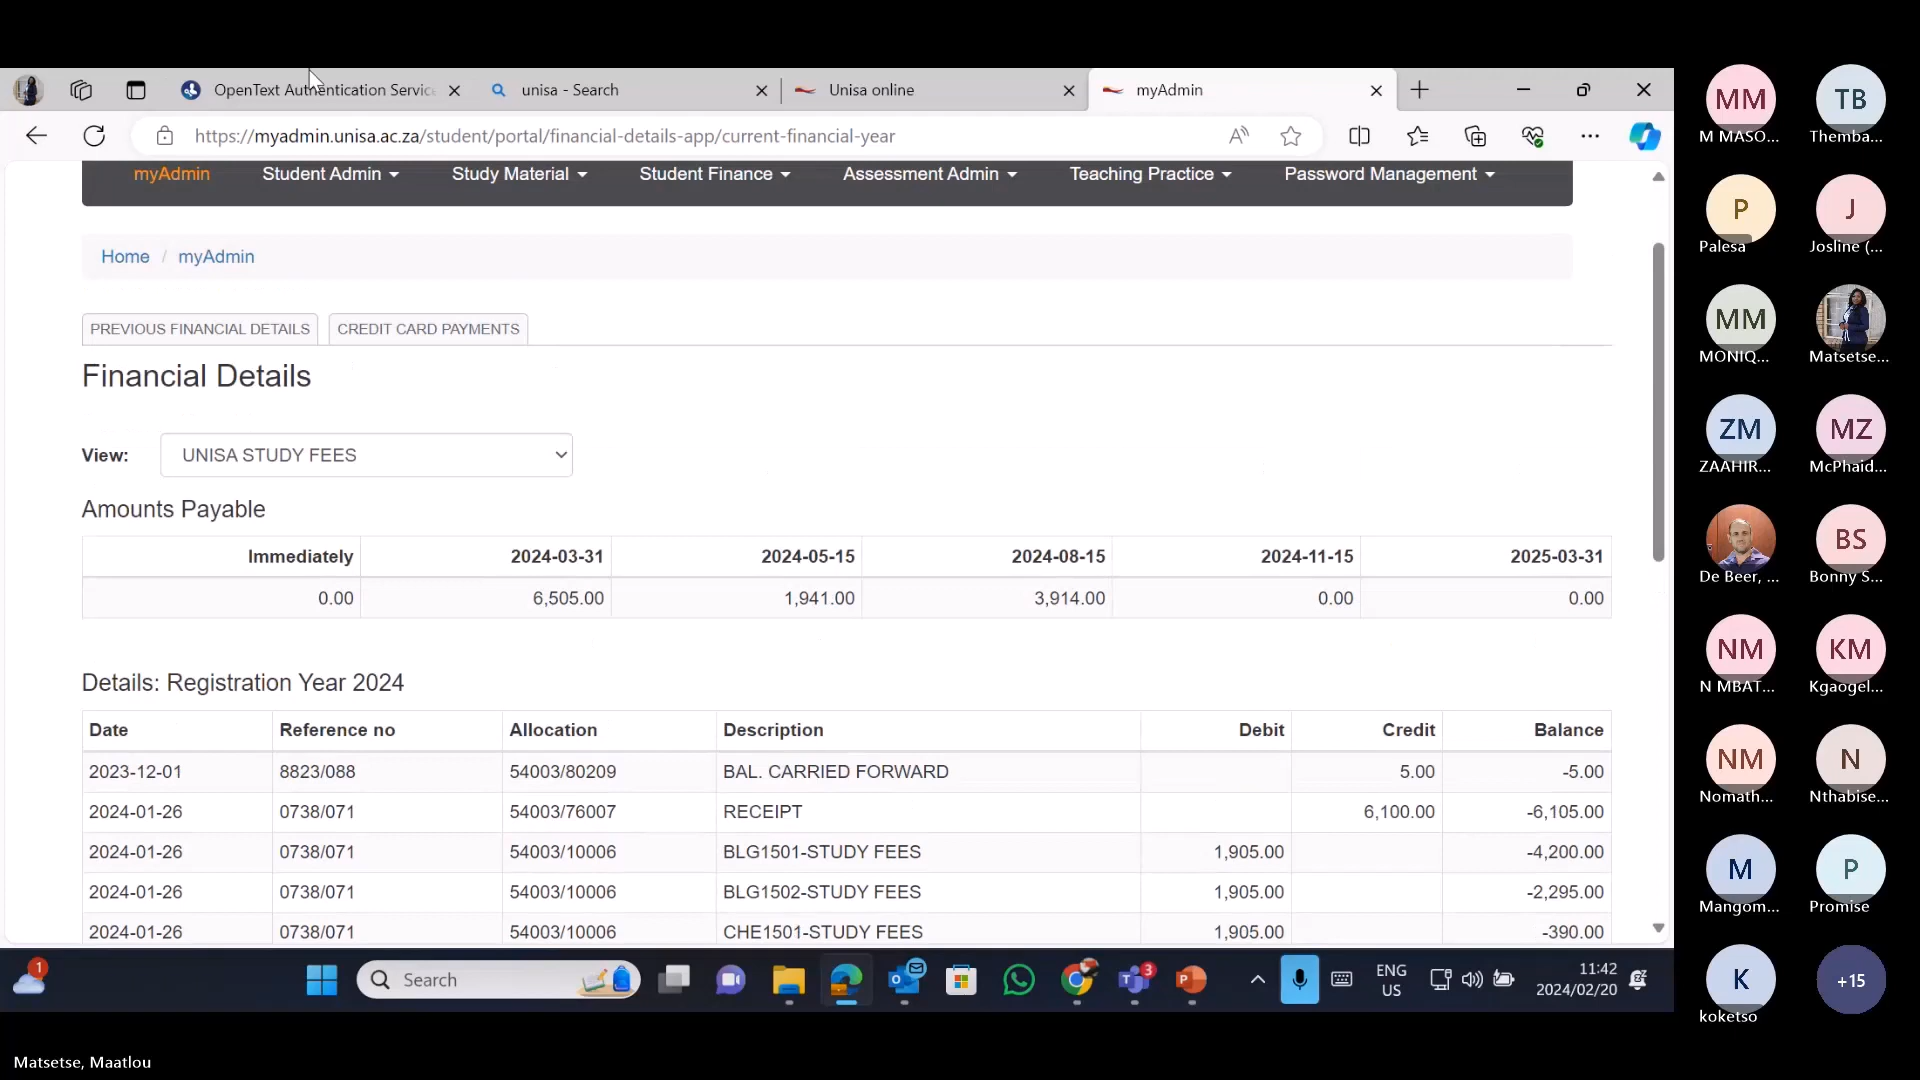 OpenText Authentication Servic
unisa - Search
Unisa online
myAdmin
https://myadmin.unisa.ac.za/student/portal/financial-details-app/current-financial-year
myAdmin Student Admin Study Material Student Finance Assessment Admin Teaching Practice Password Management
Home / myAdmin
PREVIOUS FINANCIAL DETAILS CREDIT CARD PAYMENTS
Financial Details
View: UNISA STUDY FEES
Amounts Payable
Immediately 2024-03-31 2024-05-15 2024-08-15 2024-11-15 2025-03-31
0.00 6,505.00 1,941.00 3,914.00 0.00 0.00
Details: Registration Year 2024
Date Reference no Allocation Description Debit Credit Balance
2023-12-01 8823/088 54003/80209 BAL. CARRIED FORWARD 5.00 -5.00
2024-01-26 0738/071 54003/76007 RECEIPT 6,100.00 -6,105.00
2024-01-26 0738/071 54003/10006 BLG1501-STUDY FEES 1,905.00 -4,200.00
2024-01-26 0738/071 54003/10006 BLG1502-STUDY FEES 1,905.00 -2,295.00
2024-01-26 0738/071 54003/10006 CHE1501-STUDY FEES 1,905.00 -390.00
1
Search
3
ENG
US
11:42
2024/02/20
Matsetse, Maatlou
MM TB
M MASO... Themba...
P J
Palesa Josline (...
MM
MONIQ... Matsetse...
ZM MZ
ZAAHIR... McPhaid...
BS
De Beer, ... Bonny S...
NM KM
N MBAT... Kgaogel...
NM N
Nomath... Nthabise...
M P
Mangom... Promise
K +15
koketso